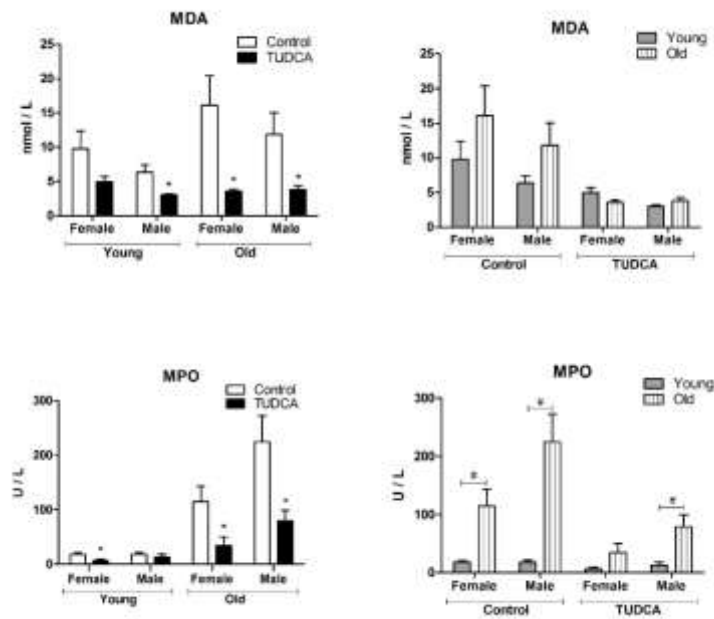 MDA
Control
TUDCA
25
20
15
10
5
0
nmol / L
*
*
*
Female Male Female Male
Young Old
MDA
Young
Old
25
20
15
10
5
0
nmol / L
Female Male Female Male
Control TUDCA
MPO
Control
TUDCA
300
200
100
0
U / L
*
*
*
Female Male Female Male
Young Old
MPO
Young
Old
300
200
100
0
U / L
#
#
#
Female Male Female Male
Control TUDCA